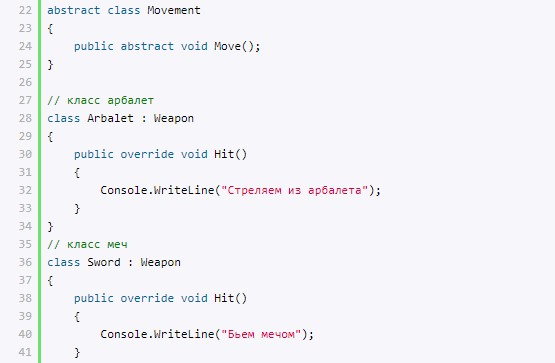 22 abstract class Movement
23 {
24     public abstract void Move();
25 }
26
27 // класс арбалет
28 class Arbalet : Weapon
29 {
30     public override void Hit()
31     {
32         Console.WriteLine("Стреляем из арбалета");
33     }
34 }
35 // класс меч
36 class Sword : Weapon
37 {
38     public override void Hit()
39     {
40         Console.WriteLine("Бьем мечом");
41     }